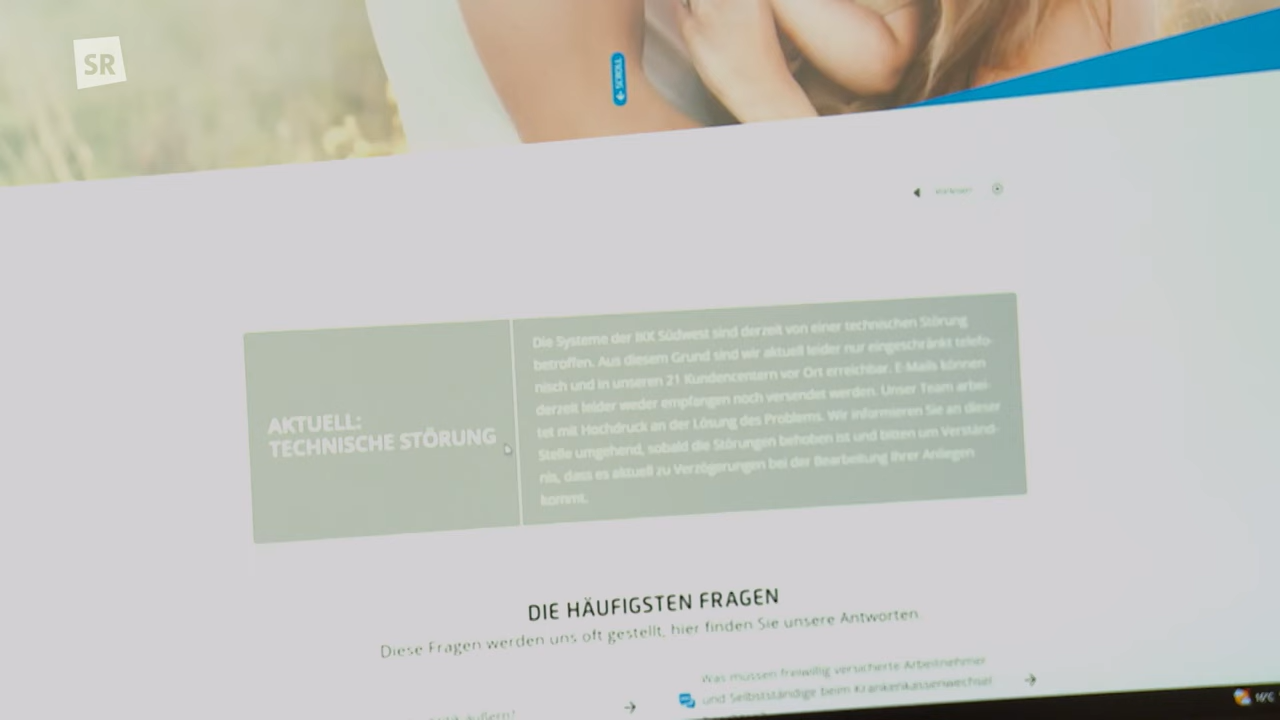 SR
SCROLL
AKTUELL:
TECHNISCHE STÖRUNG
Die Systeme der IKK Südwest sind derzeit von einer technischen Störung
betroffen. Aus diesem Grund sind wir aktuell leider nur eingeschränkt telefo-
nisch und in unseren 21 Kundencentern vor Ort erreichbar. E-Mails können
derzeit leider weder empfangen noch versendet werden. Unser Team arbei-
tet mit Hochdruck an der Lösung des Problems. Wir informieren Sie an dieser
Stelle umgehend, sobald die Störungen behoben ist und bitten um Verständ-
nis, dass es aktuell zu Verzögerungen bei der Bearbeitung Ihrer Anliegen
kommt.
DIE HÄUFIGSTEN FRAGEN
Diese Fragen werden uns oft gestellt, hier finden Sie unsere Antworten.
Was müssen freiwillig versicherte Arbeitnehmer
und Selbstständige beim Krankenkassenwechsel
16°C